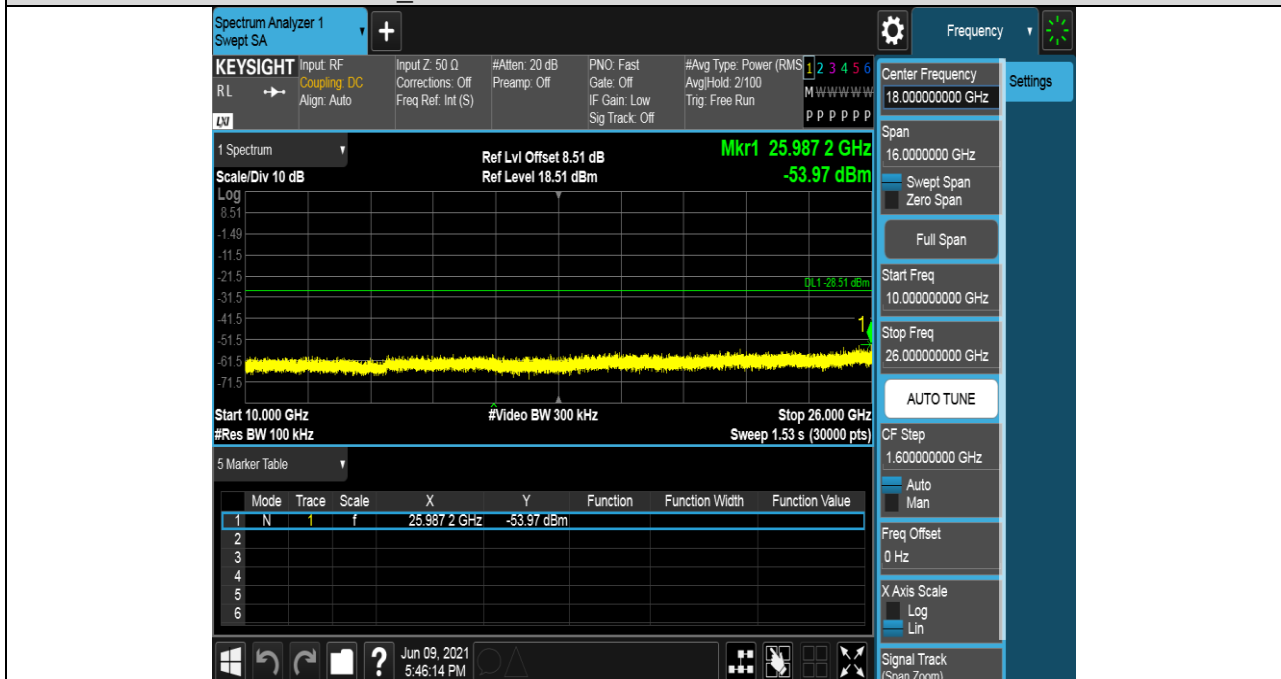 Spectrum Analyzer 1
Swept SA
+
Frequency
KEYSIGHT
RL
LXI
Input: RF
Coupling: DC
Align: Auto
Input Z: 50 Ω
Corrections: Off
Freq Ref: Int (S)
#Atten: 20 dB
Preamp: Off
PNO: Fast
Gate: Off
IF Gain: Low
Sig Track: Off
#Avg Type: Power (RMS
Avg|Hold: 2/100
Trig: Free Run
1 2 3 4 5 6
M W W W W W
P P P P P P
1 Spectrum
Scale/Div 10 dB
Ref Lvl Offset 8.51 dB
Ref Level 18.51 dBm
Mkr1 25.987 2 GHz
-53.97 dBm
Log
8.51
-1.49
-11.5
-21.5
DL1 -28.51 dBm
-31.5
-41.5
1
-51.5
-61.5
-71.5
Start 10.000 GHz
#Video BW 300 kHz
Stop 26.000 GHz
#Res BW 100 kHz
Sweep 1.53 s (30000 pts)
5 Marker Table
Mode Trace Scale X Y Function Function Width Function Value
1 N 1 f 25.987 2 GHz -53.97 dBm
2
3
4
5
6
?
Jun 09, 2021
5:46:14 PM
Center Frequency
18.000000000 GHz
Settings
Span
16.0000000 GHz
Swept Span
Zero Span
Full Span
Start Freq
10.000000000 GHz
Stop Freq
26.000000000 GHz
AUTO TUNE
CF Step
1.600000000 GHz
Auto
Man
Freq Offset
0 Hz
X Axis Scale
Log
Lin
Signal Track
(Span Zoom)